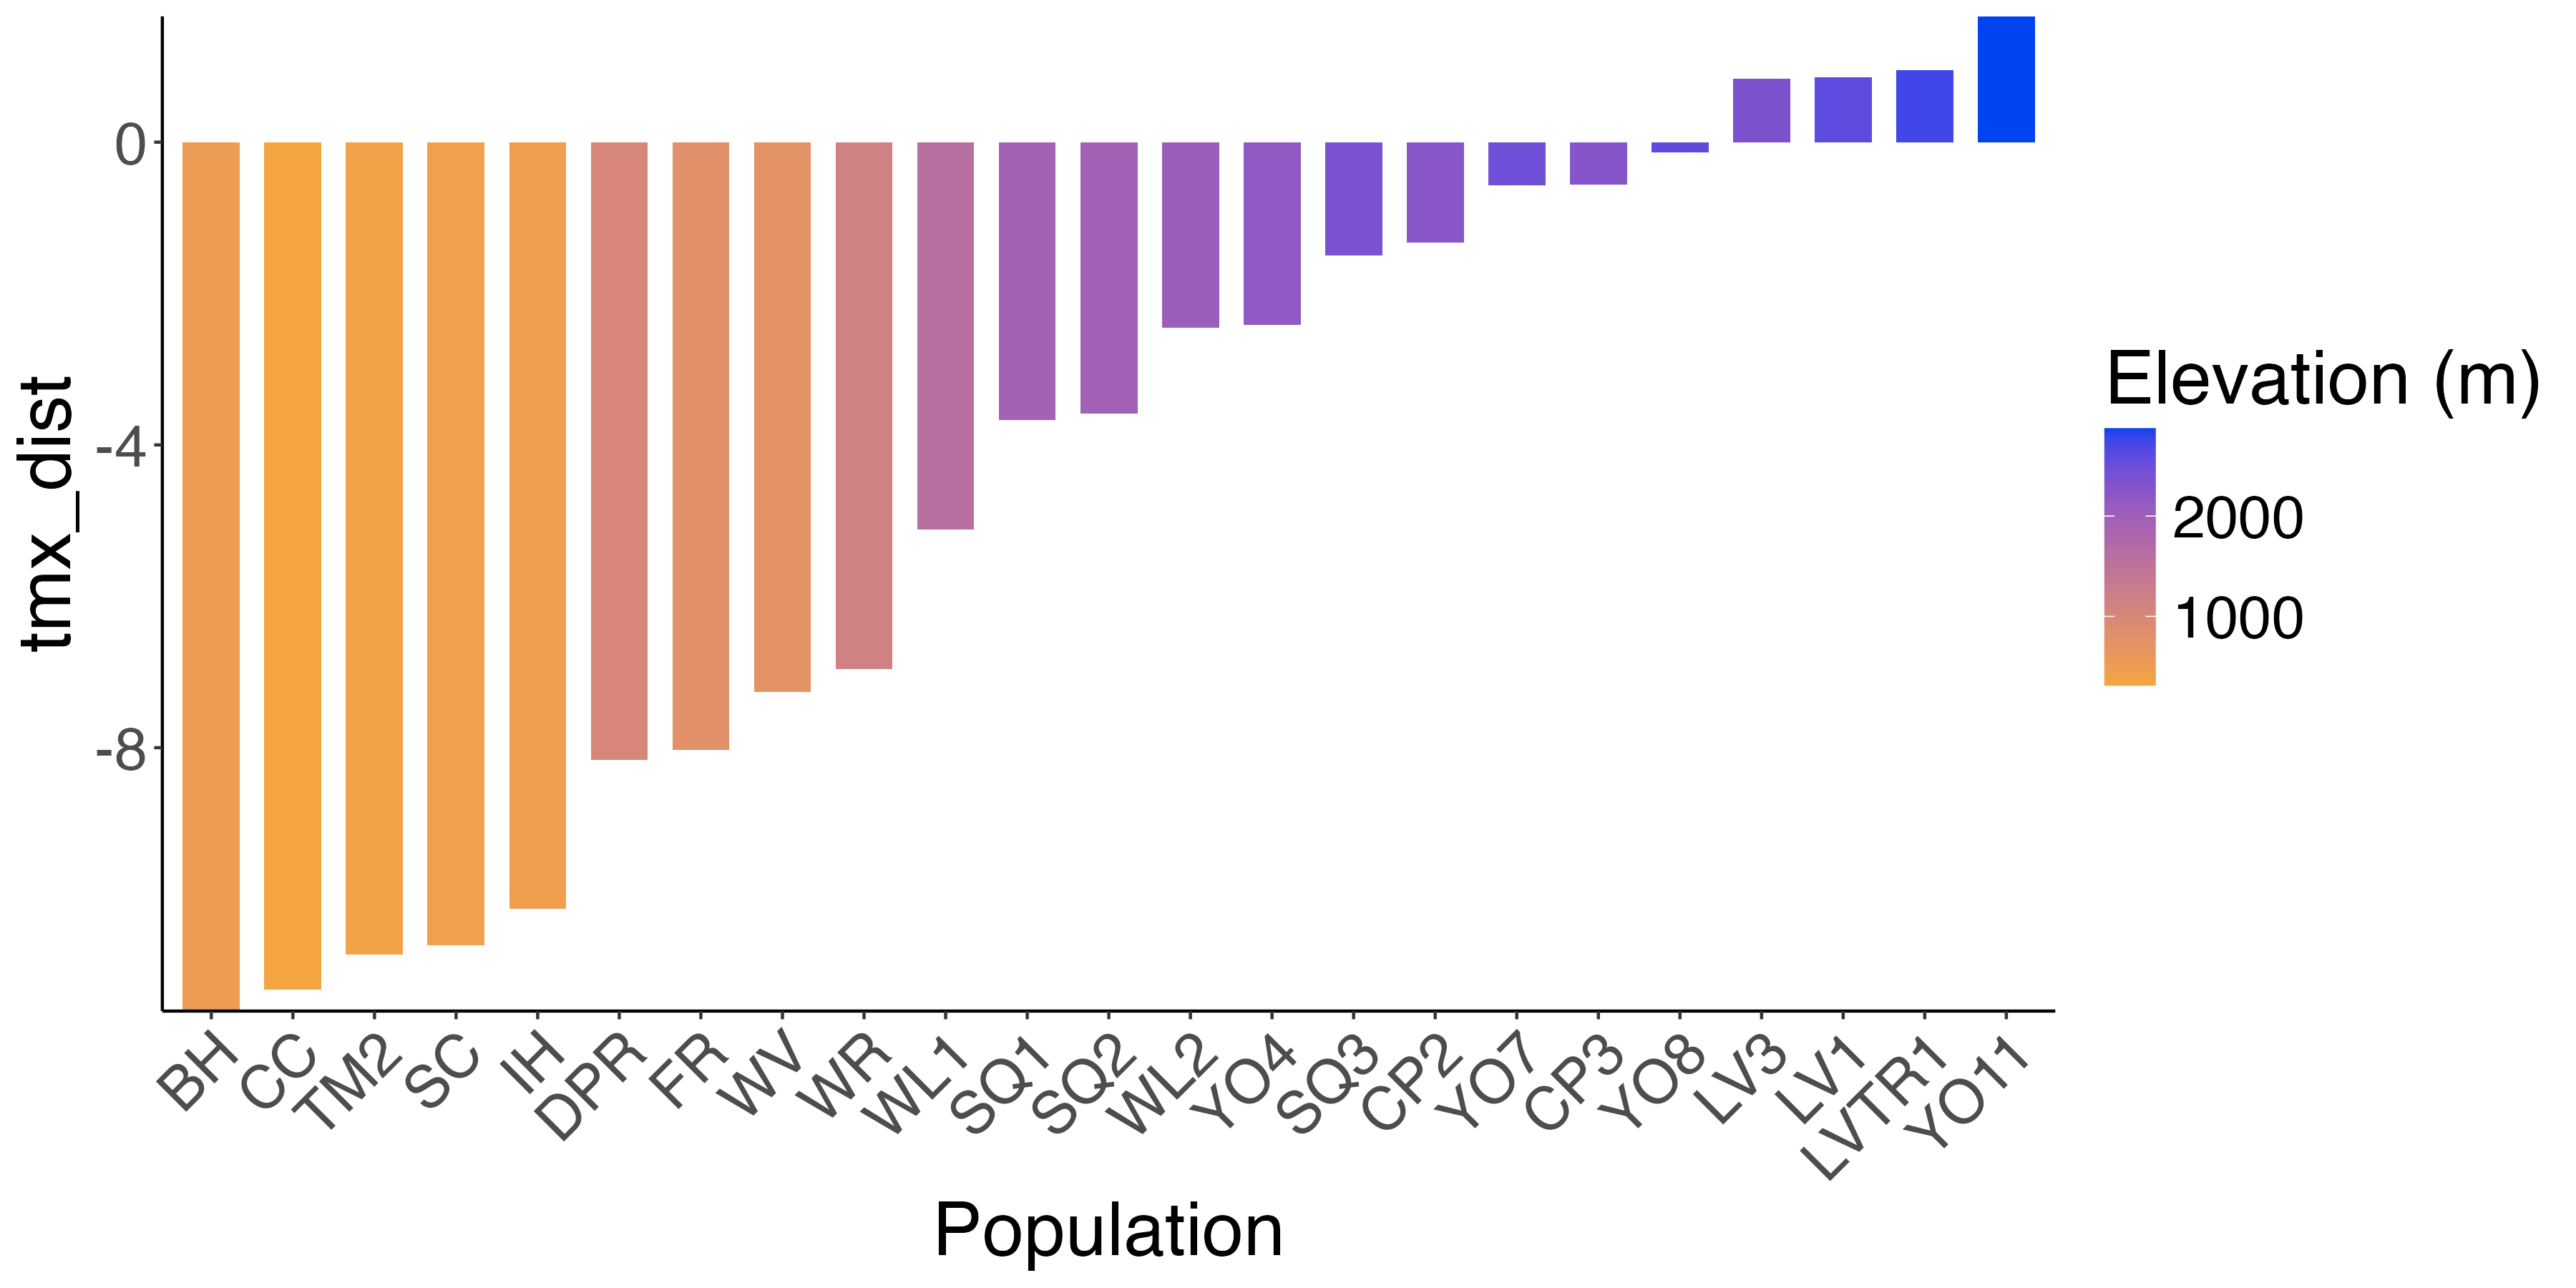 tmx_dist
0
-4
-8
BH
CC
TM2
SC
IH
DPR
FR
WV
WR
WL1
SQ1
SQ2
WL2
YO4
SQ3
CP2
YO7
CP3
YO8
LV3
LV1
LVTR1
YO11
Population
Elevation (m)
2000
1000